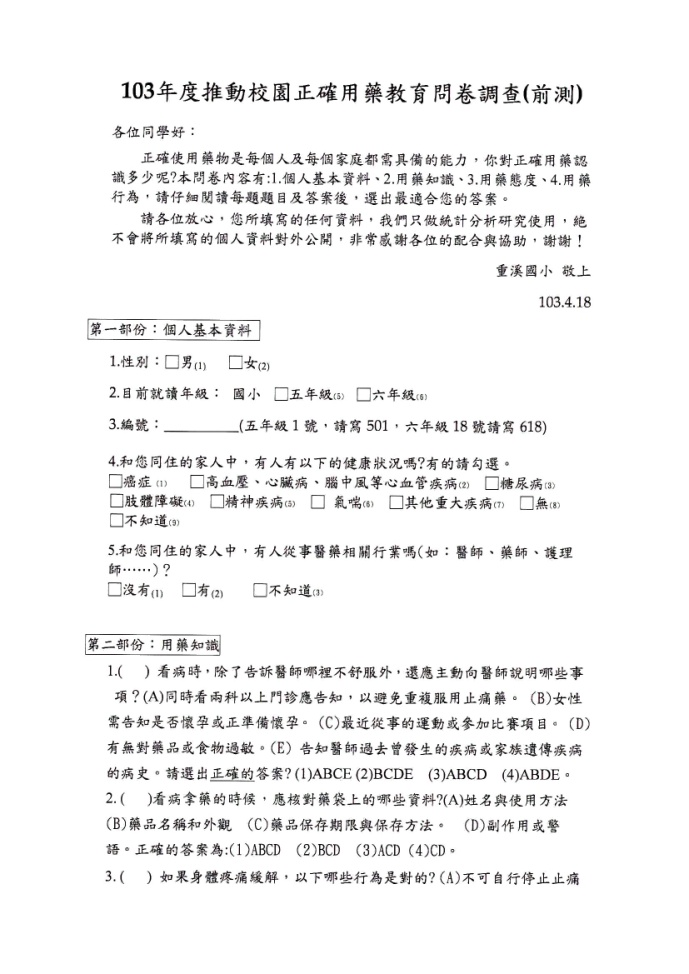 103年度推動校園正確用藥教育問卷調查(前測)
各位同學好：
正確使用藥物是每個人及每個家庭都需具備的能力，你對正確用藥認
識多少呢?本問卷內容有:1.個人基本資料、2.用藥知識、3.用藥態度、4.用藥
行為，請仔細閱讀每題題目及答案後，選出最適合您的答案。
請各位放心，您所填寫的任何資料，我們只做統計分析研究使用，絕
不會將所填寫的個人資料對外公開，非常感謝各位的配合與協助，謝謝！
重溪國小 敬上
103.4.18
第一部份：個人基本資料
1.性別：□男(1) □女(2)
2.目前就讀年級： 國小 □五年級(5) □六年級(6)
3.編號：_________(五年級 1 號，請寫 501，六年級 18 號請寫 618)
4.和您同住的家人中，有人有以下的健康狀況嗎?有的請勾選。
□癌症(1) □高血壓、心臟病、腦中風等心血管疾病(2) □糖尿病(3)
□肢體障礙(4) □精神疾病(5) □ 氣喘(6) □其他重大疾病(7) □無(8)
□不知道(9)
5.和您同住的家人中，有人從事醫藥相關行業嗎(如：醫師、藥師、護理
師……)？
□沒有(1) □有(2) □不知道(3)
第二部份：用藥知識
1.( ) 看病時，除了告訴醫師哪裡不舒服外，還應主動向醫師說明哪些事
項？(A)同時看兩科以上門診應告知，以避免重複服用止痛藥。 (B)女性
需告知是否懷孕或正準備懷孕。 (C)最近從事的運動或參加比賽項目。 (D)
有無對藥品或食物過敏。(E) 告知醫師過去曾發生的疾病或家族遺傳疾病
的病史。請選出正確的答案? (1)ABCE (2)BCDE (3)ABCD (4)ABDE。
2. ( )看病拿藥的時候，應核對藥袋上的哪些資料?(A)姓名與使用方法
(B)藥品名稱和外觀 (C)藥品保存期限與保存方法。 (D)副作用或警
語。正確的答案為:(1)ABCD (2)BCD (3)ACD (4)CD。
3. ( ) 如果身體疼痛緩解，以下哪些行為是對的? (A)不可自行停止止痛